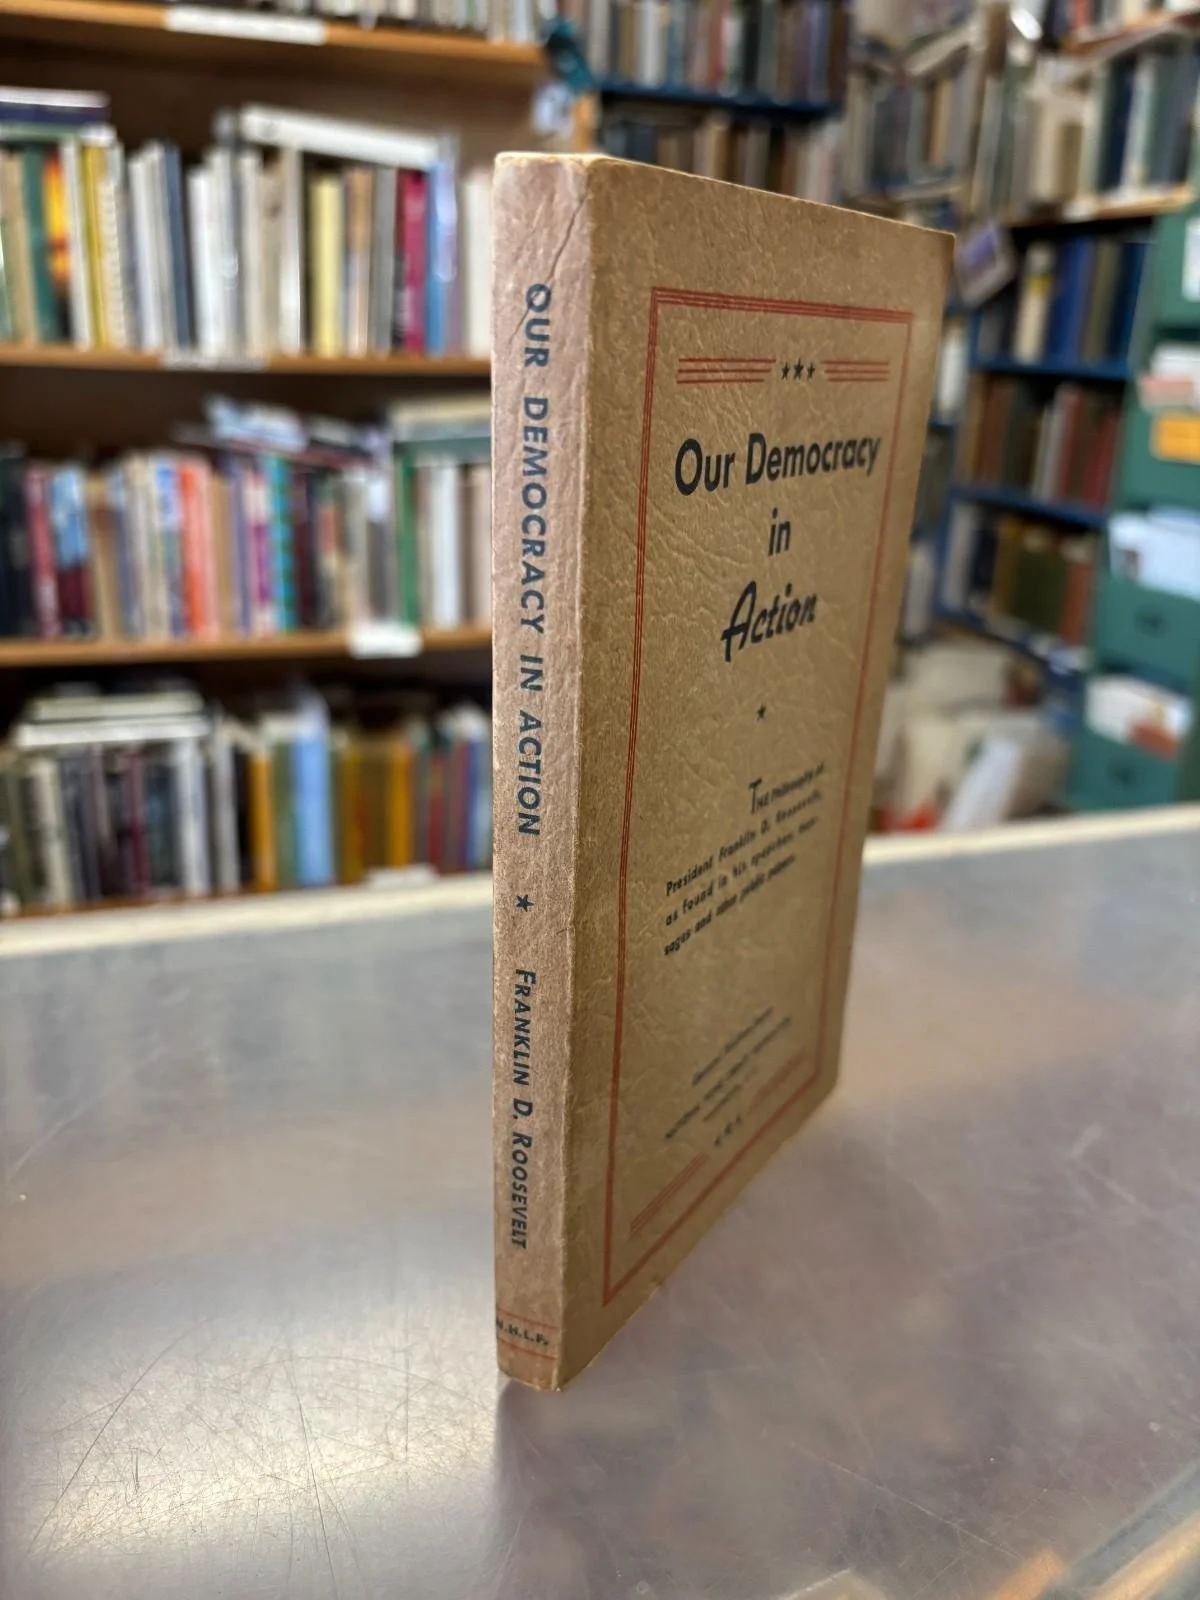 OUR DEMOCRACY IN ACTION ★ FRANKLIN D. ROOSEVELT
N.H.L.P.
★★★
Our Democracy
in
Action
★
THE Philosophy of
President Franklin D. Roosevelt,
as found in his speeches, mes-
sages and other public papers.